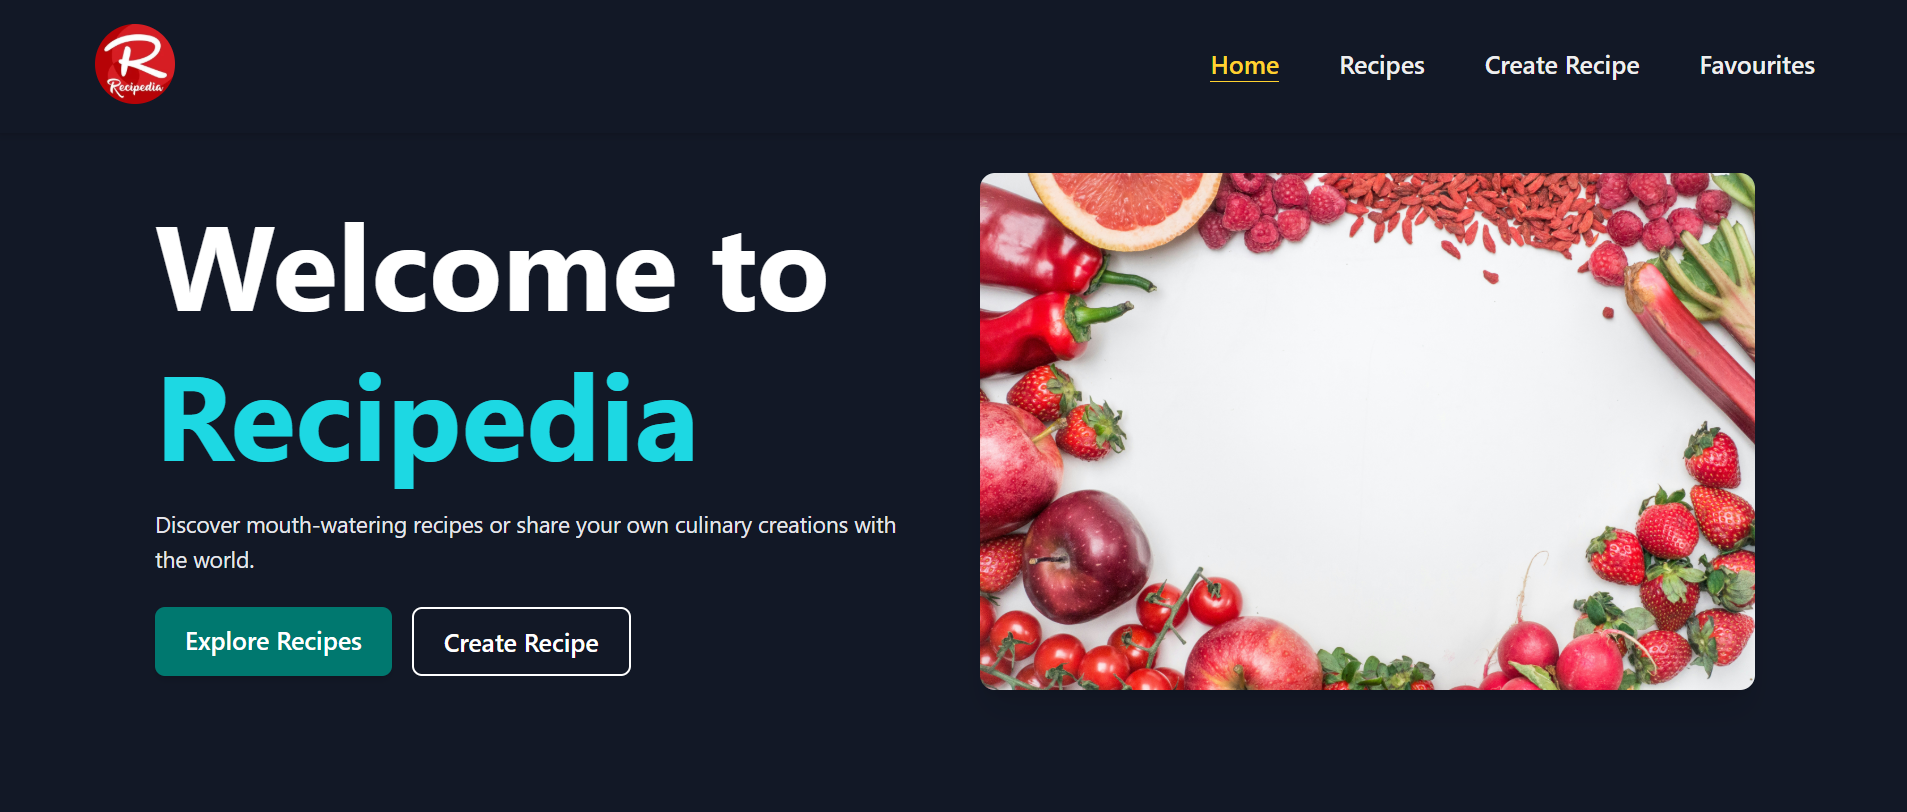 R
Recipedia
Home
Recipes
Create Recipe
Favourites
Welcome to
Recipedia
Discover mouth-watering recipes or share your own culinary creations with
the world.
Explore Recipes
Create Recipe